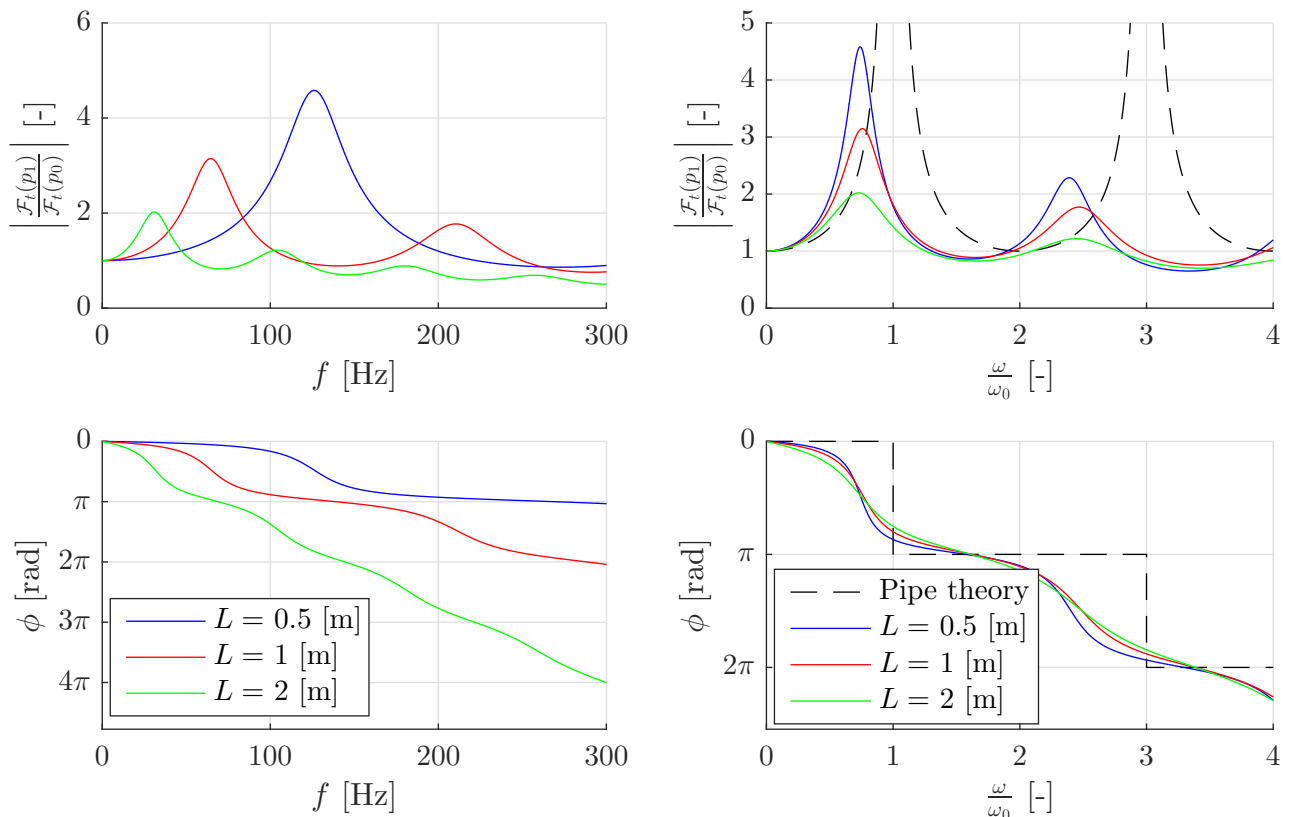 |F_t(p_1)/F_t(p_0)| [-]
6
4
2
0
0 100 200 300
f [Hz]
|F_t(p_1)/F_t(p_0)| [-]
5
4
3
2
1
0
0 1 2 3 4
ω/ω_0 [-]
ϕ [rad]
0
π
2π
3π
4π
L = 0.5 [m]
L = 1 [m]
L = 2 [m]
0 100 200 300
f [Hz]
ϕ [rad]
0
π
2π
Pipe theory
L = 0.5 [m]
L = 1 [m]
L = 2 [m]
0 1 2 3 4
ω/ω_0 [-]